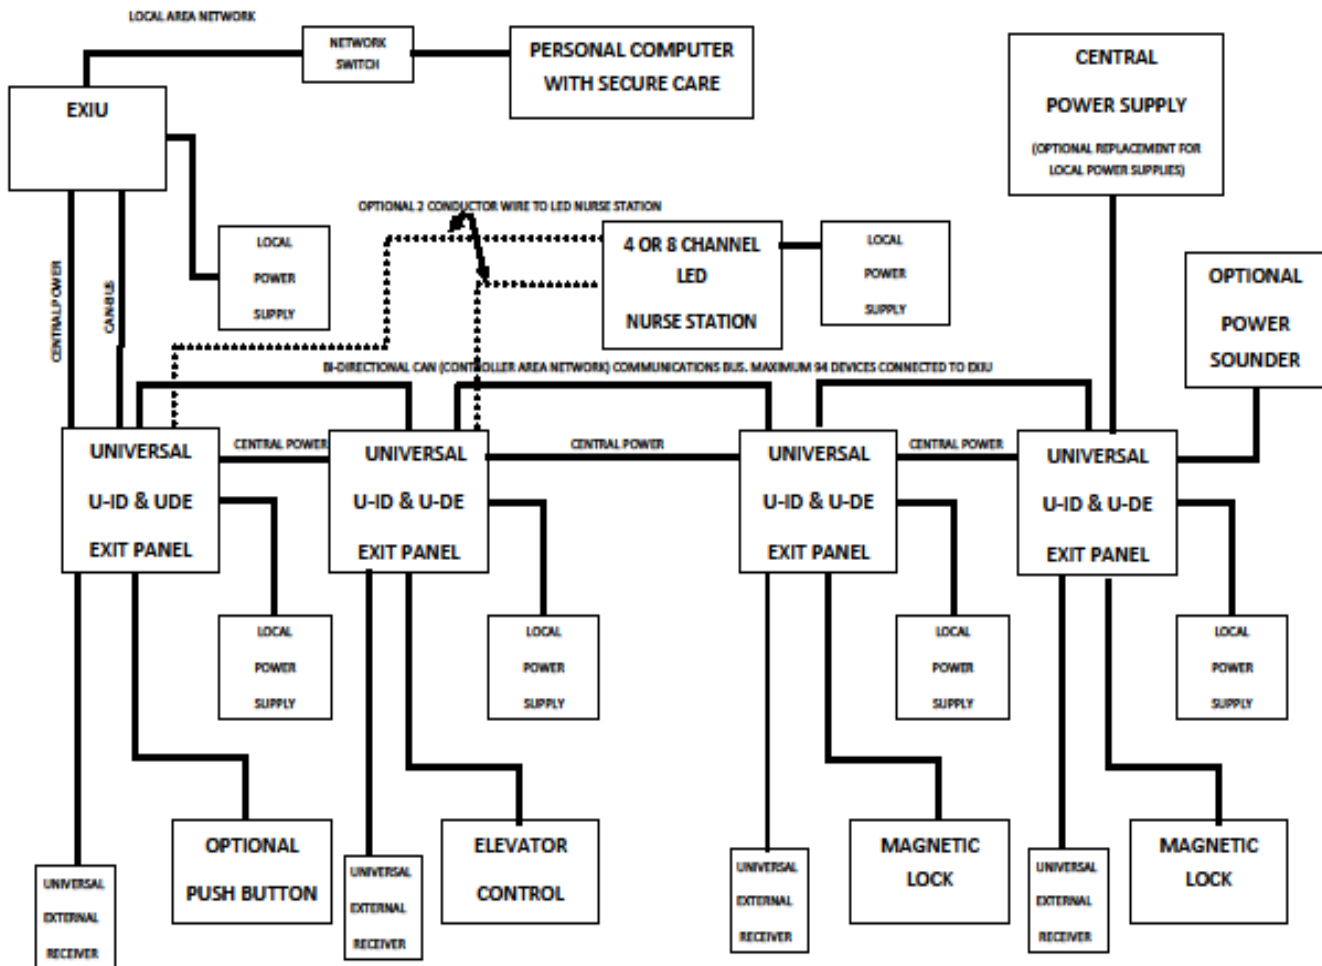 LOCAL AREA NETWORK
NETWORK
SWITCH
PERSONAL COMPUTER
WITH SECURE CARE
CENTRAL
POWER SUPPLY
(OPTIONAL REPLACEMENT FOR
LOCAL POWER SUPPLIES)
EXIU
OPTIONAL 2 CONDUCTOR WIRE TO LED NURSE STATION
LOCAL
POWER
SUPPLY
4 OR 8 CHANNEL
LED
NURSE STATION
LOCAL
POWER
SUPPLY
OPTIONAL
POWER
SOUNDER
CENTRAL POWER
CAN-BUS
BI-DIRECTIONAL CAN (CONTROLLER AREA NETWORK) COMMUNICATIONS BUS. MAXIMUM 94 DEVICES CONNECTED TO EXIU
UNIVERSAL
U-ID & UDE
EXIT PANEL
CENTRAL POWER
UNIVERSAL
U-ID & U-DE
EXIT PANEL
CENTRAL POWER
UNIVERSAL
U-ID & U-DE
EXIT PANEL
CENTRAL POWER
UNIVERSAL
U-ID & U-DE
EXIT PANEL
LOCAL
POWER
SUPPLY
LOCAL
POWER
SUPPLY
LOCAL
POWER
SUPPLY
LOCAL
POWER
SUPPLY
UNIVERSAL
EXTERNAL
RECEIVER
OPTIONAL
PUSH BUTTON
UNIVERSAL
EXTERNAL
RECEIVER
ELEVATOR
CONTROL
UNIVERSAL
EXTERNAL
RECEIVER
MAGNETIC
LOCK
UNIVERSAL
EXTERNAL
RECEIVER
MAGNETIC
LOCK